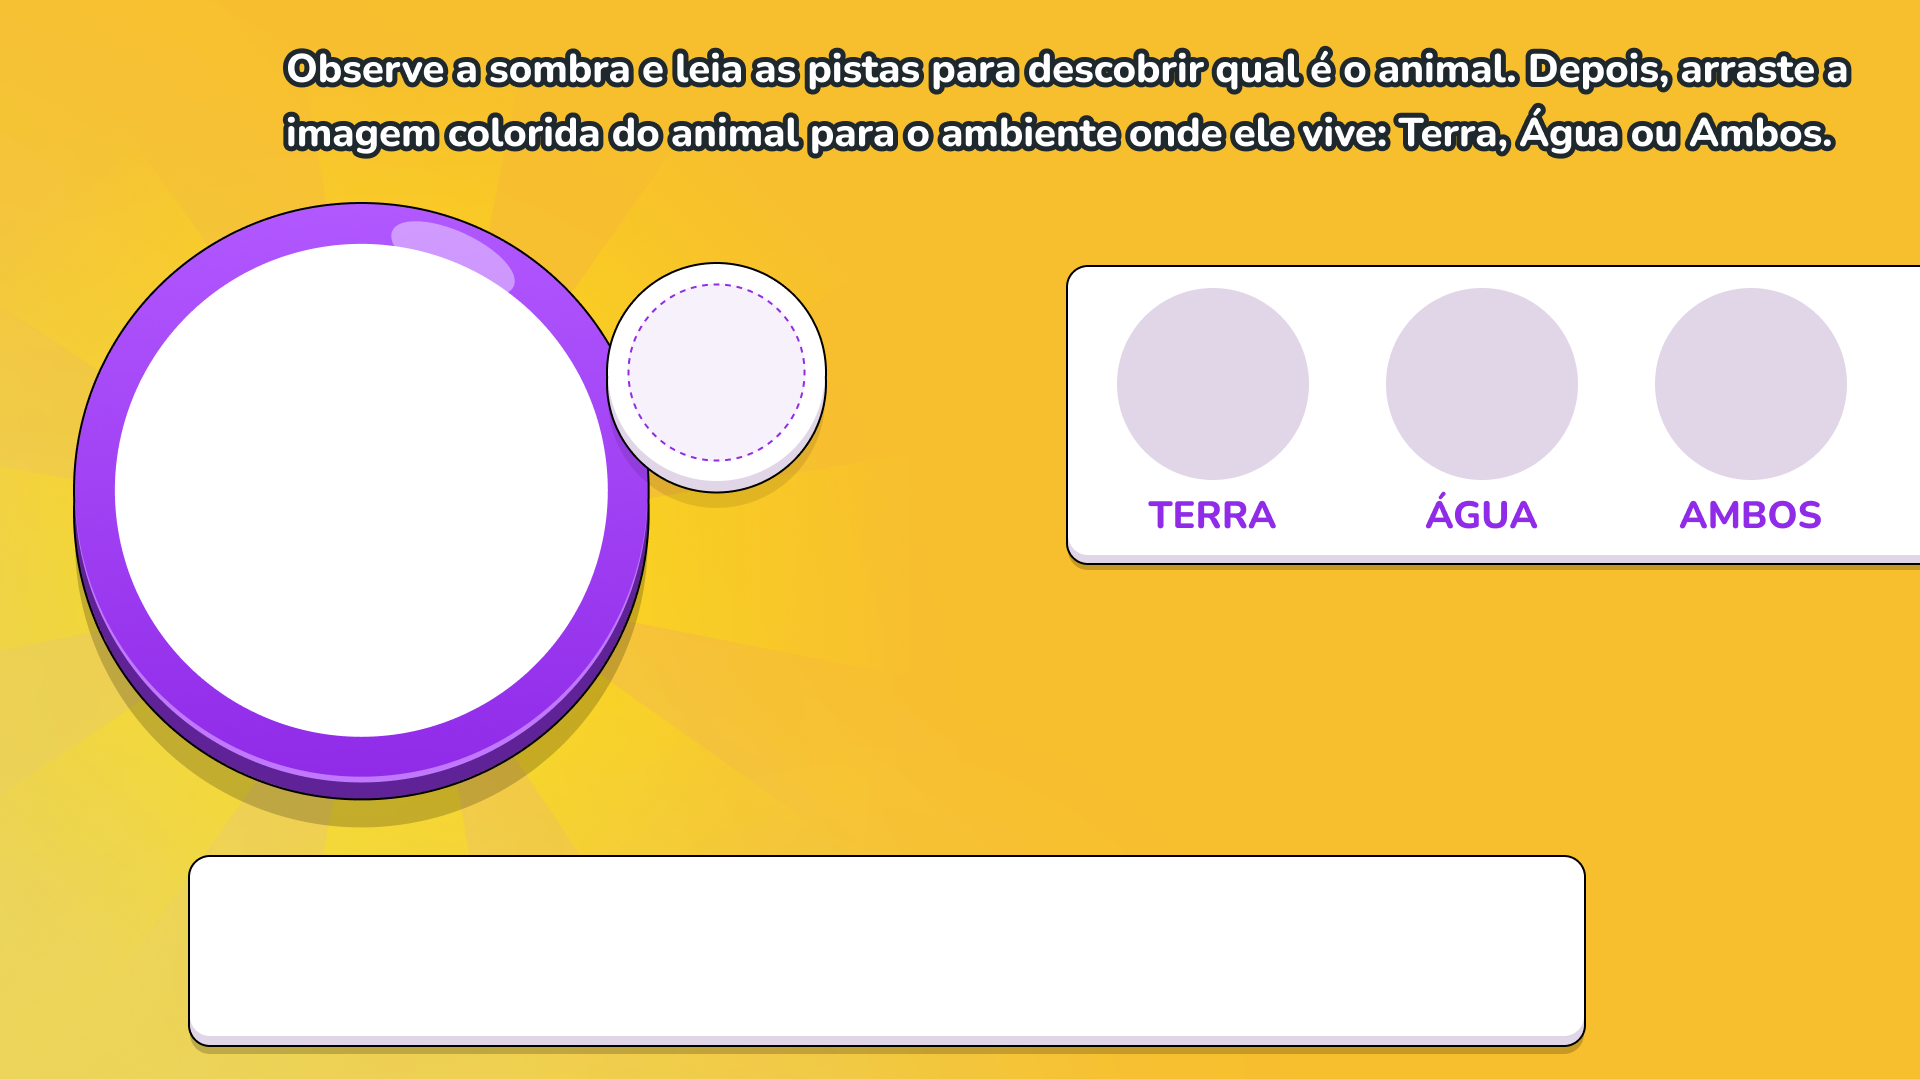 Observe a sombra e leia as pistas para descobrir qual é o animal. Depois, arraste a
imagem colorida do animal para o ambiente onde ele vive: Terra, Água ou Ambos.
TERRA
ÁGUA
AMBOS